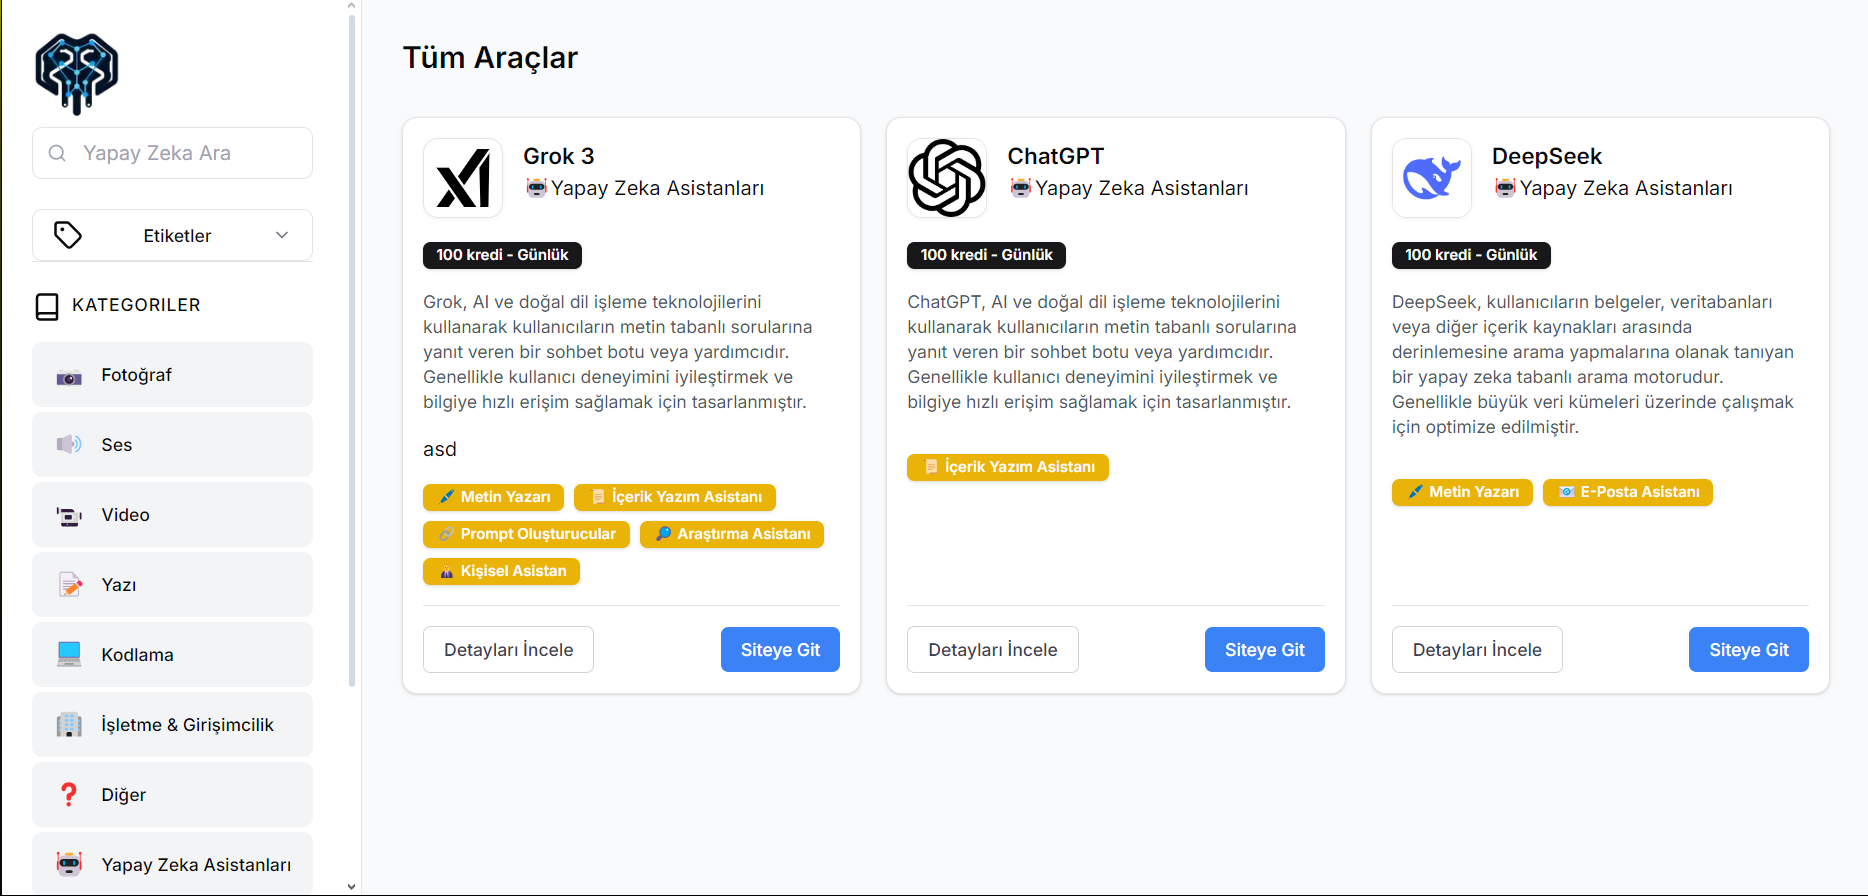 Yapay Zeka Ara
Etiketler
KATEGORILER
Fotoğraf
Ses
Video
Yazı
Kodlama
İşletme & Girişimcilik
Diğer
Yapay Zeka Asistanları
Tüm Araçlar
Grok 3
Yapay Zeka Asistanları
100 kredi - Günlük
Grok, AI ve doğal dil işleme teknolojilerini
kullanarak kullanıcıların metin tabanlı sorularına
yanıt veren bir sohbet botu veya yardımcıdır.
Genellikle kullanıcı deneyimini iyileştirmek ve
bilgiye hızlı erişim sağlamak için tasarlanmıştır.
asd
Metin Yazarı İçerik Yazım Asistanı
Prompt Oluşturucular Araştırma Asistanı
Kişisel Asistan
Detayları İncele Siteye Git
ChatGPT
Yapay Zeka Asistanları
100 kredi - Günlük
ChatGPT, AI ve doğal dil işleme teknolojilerini
kullanarak kullanıcıların metin tabanlı sorularına
yanıt veren bir sohbet botu veya yardımcıdır.
Genellikle kullanıcı deneyimini iyileştirmek ve
bilgiye hızlı erişim sağlamak için tasarlanmıştır.
İçerik Yazım Asistanı
Detayları İncele Siteye Git
DeepSeek
Yapay Zeka Asistanları
100 kredi - Günlük
DeepSeek, kullanıcıların belgeler, veritabanları
veya diğer içerik kaynakları arasında
derinlemesine arama yapmalarına olanak tanıyan
bir yapay zeka tabanlı arama motorudur.
Genellikle büyük veri kümeleri üzerinde çalışmak
için optimize edilmiştir.
Metin Yazarı E-Posta Asistanı
Detayları İncele Siteye Git